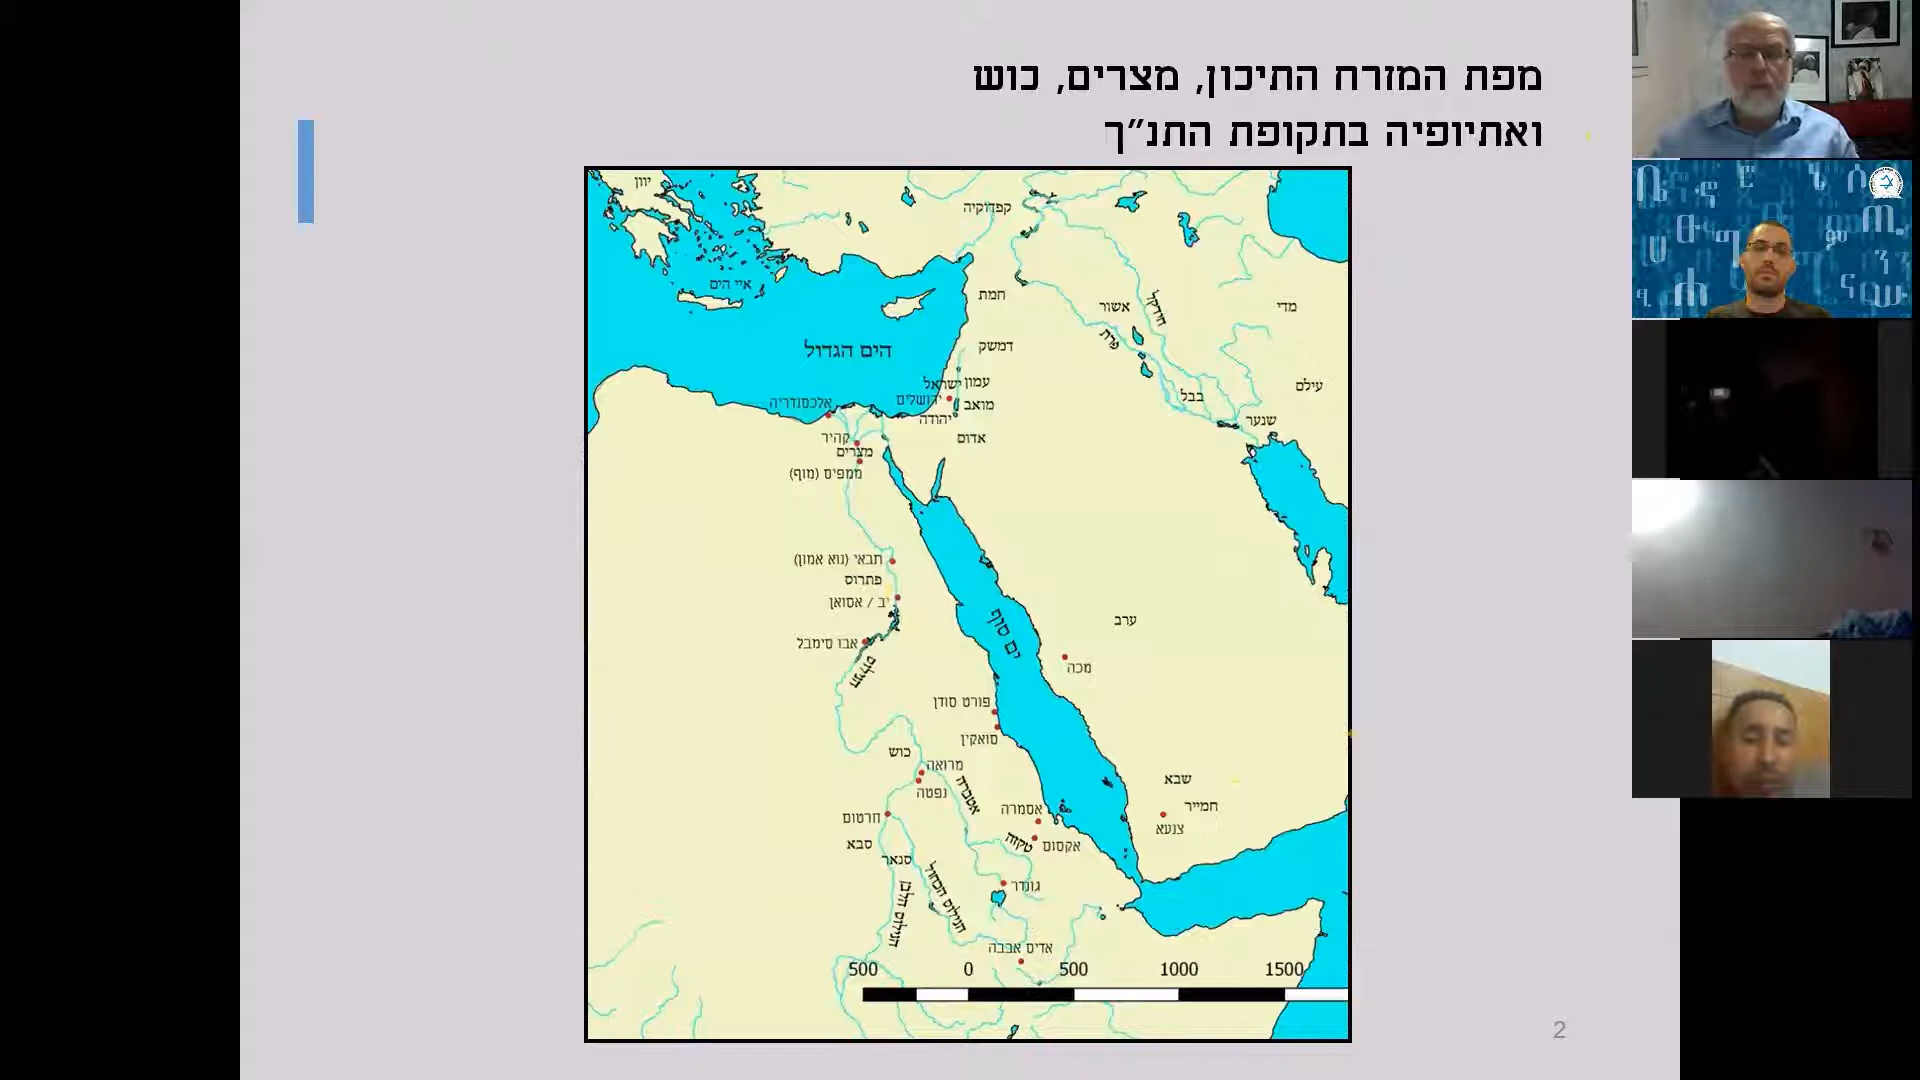 מפת המזרח התיכון, מצרים, כוש
ואתיופיה בתקופת התנ״ך
יוון
קפדוקיה
איי הים
חמת
אשור
חידקל
מדי
פרת
הים הגדול
דמשק
ישראל
עמון
עילם
ירושלים
מואב
בבל
אלכסנדריה
יהודה
שנער
קהיר
אדום
מצרים
ממפיס (מוף)
תבאי (נוא אמון)
פתרוס
יב / אסואן
ים סוף
ערב
אבו סימבל
הנילוס
מכה
פורט סודן
סואקין
כוש
מרואה
נפטה
אטברה
שבא
חמייר
אסמרה
צנעא
חרטום
טקזה
אקסום
סבא
סנאר
גונדר
הנילוס הכחול
הנילוס הלבן
אדיס אבבה
500 0 500 1000 1500
2